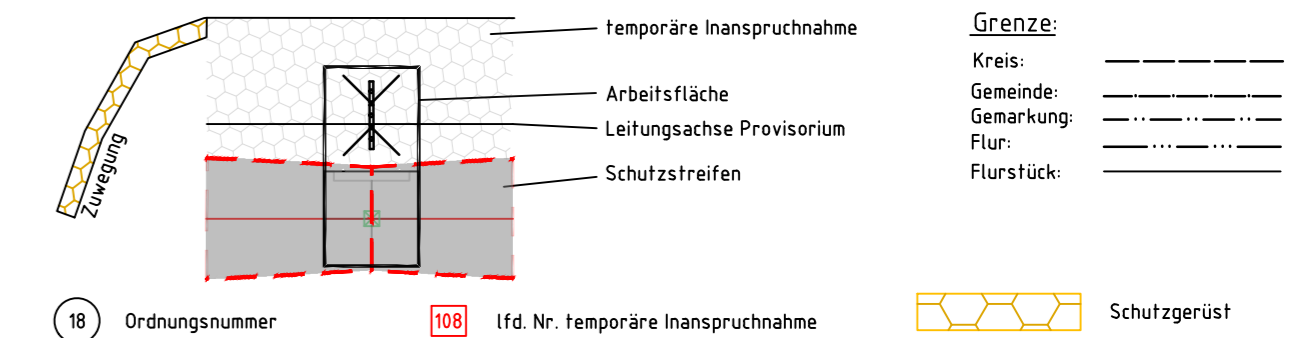 temporäre Inanspruchnahme
Arbeitsfläche
Leitungsachse Provisorium
Schutzstreifen
Zuwegung
Grenze:
Kreis:
Gemeinde:
Gemarkung:
Flur:
Flurstück:
18 Ordnungsnummer
108 lfd. Nr. temporäre Inanspruchnahme
Schutzgerüst